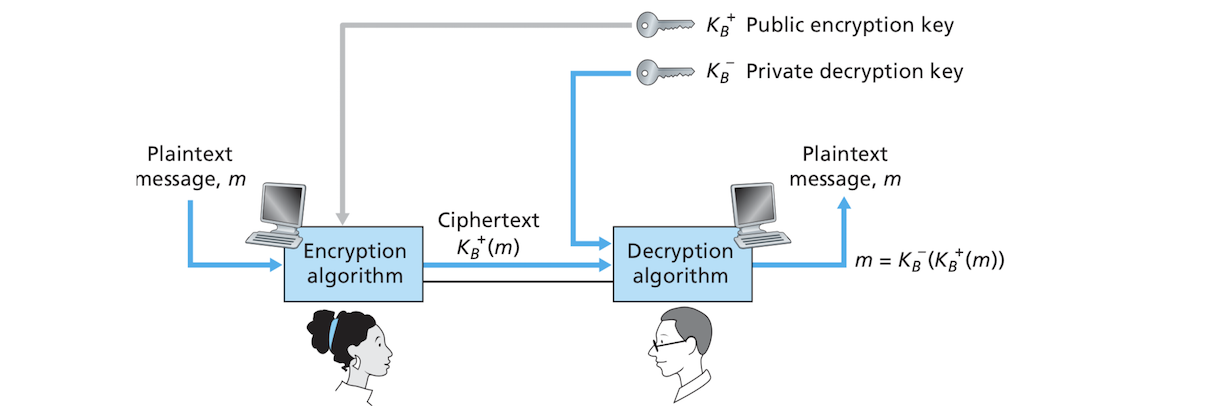 K_B^+ Public encryption key
K_B^- Private decryption key
Plaintext
message, m
Plaintext
message, m
Ciphertext
K_B^+(m)
Encryption
algorithm
Decryption
algorithm
m = K_B^-(K_B^+(m))